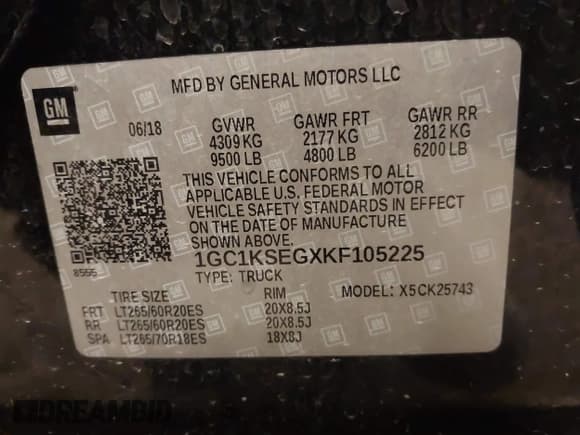 MFD BY GENERAL MOTORS LLC
GM
06/18
GVWR GAWR FRT GAWR RR
4309 KG 2177 KG 2812 KG
9500 LB 4800 LB 6200 LB
THIS VEHICLE CONFORMS TO ALL
APPLICABLE U.S. FEDERAL MOTOR
VEHICLE SAFETY STANDARDS IN EFFECT
ON THE DATE OF MANUFACTURE
SHOWN ABOVE.
8555
1GC1KSEGXKF105225
TYPE: TRUCK
MODEL: X5CK25743
TIRE SIZE RIM
FRT LT265/60R20ES 20X8.5J
RR LT265/60R20ES 20X8.5J
SPA LT265/70R18ES 18X8J
DREAMBID